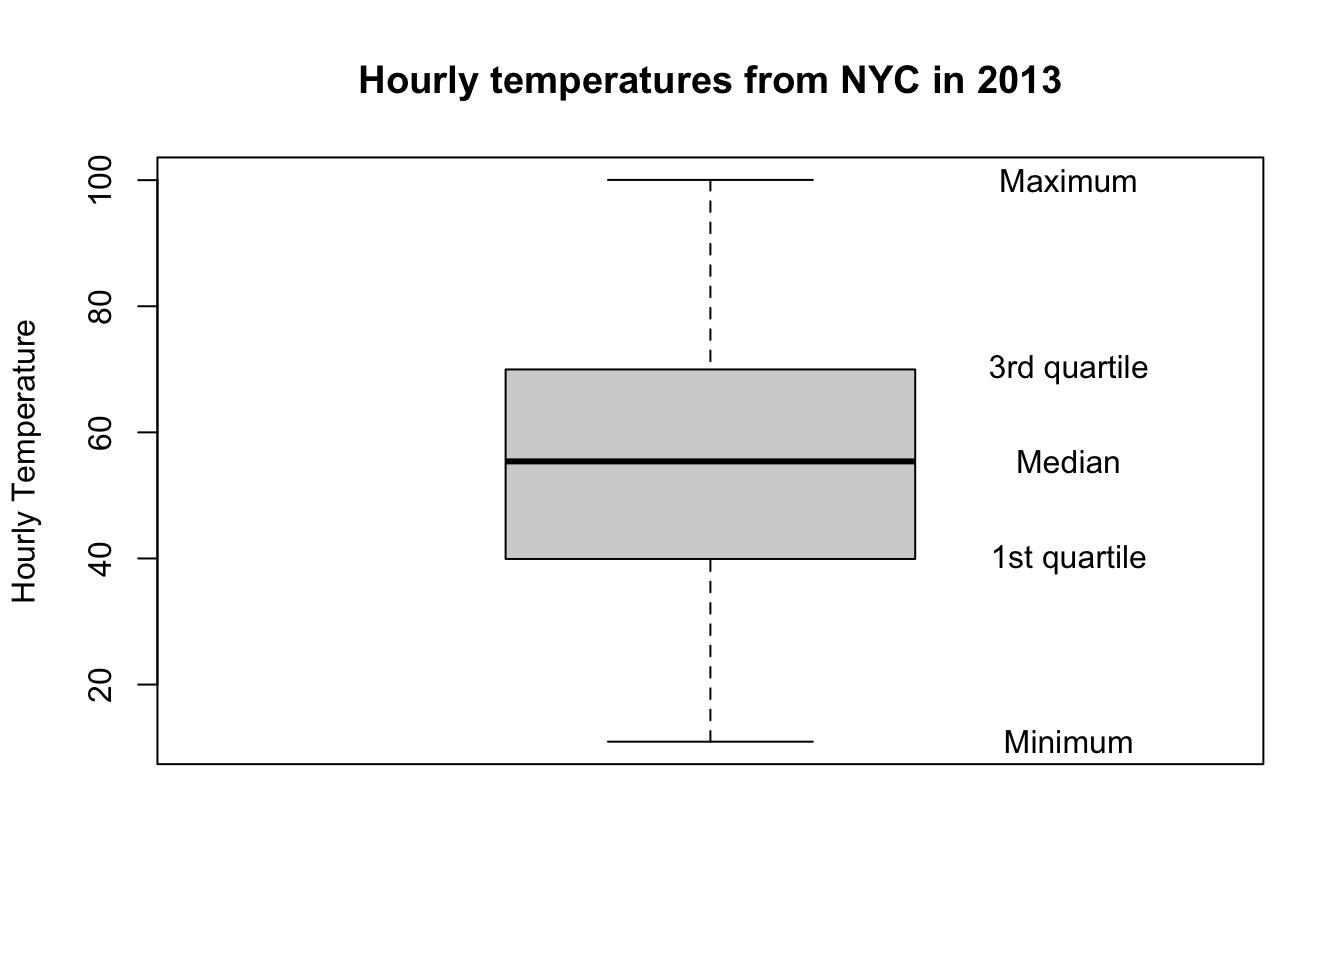 Hourly temperatures from NYC in 2013
Hourly Temperature
100
80
60
40
20
Maximum
3rd quartile
Median
1st quartile
Minimum